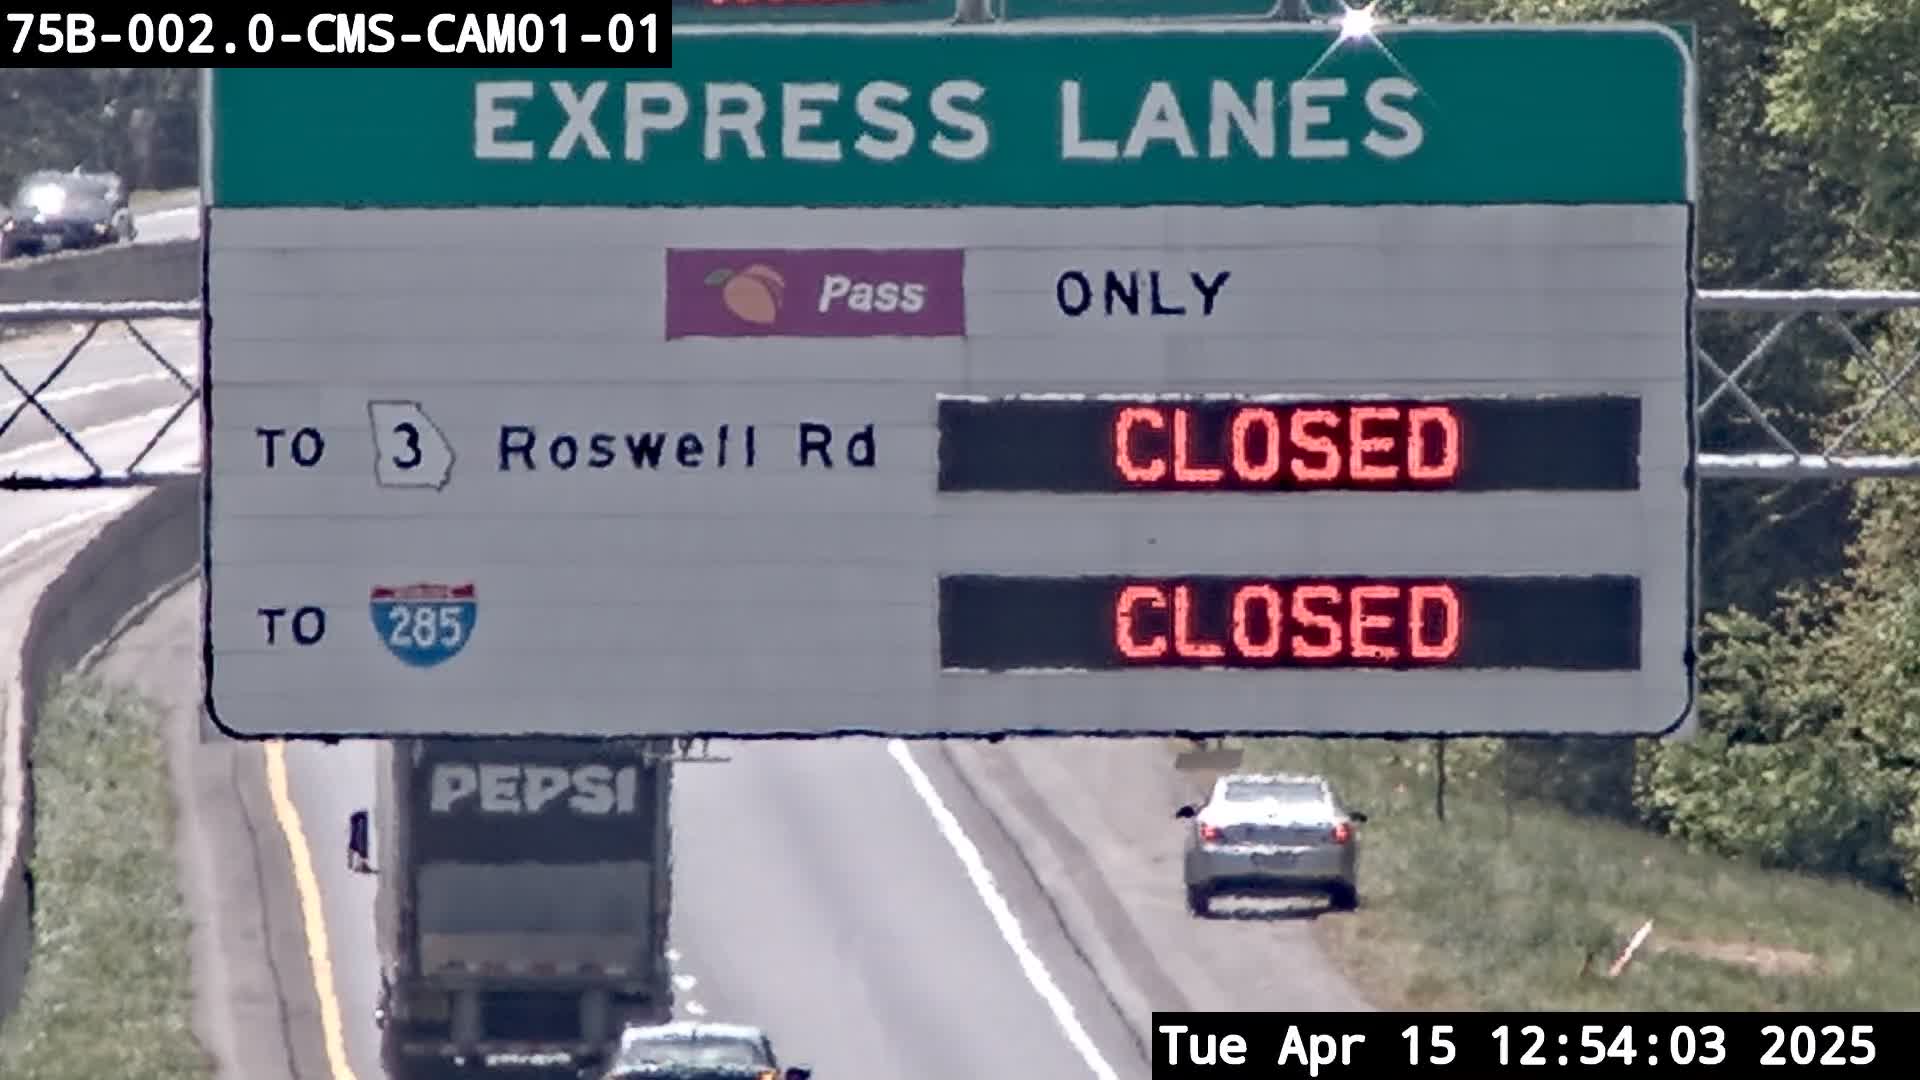 75B-002.0-CMS-CAM01-01
EXPRESS LANES
Pass ONLY
TO 3 Roswell Rd CLOSED
TO 285 CLOSED
PEPSI
Tue Apr 15 12:54:03 2025